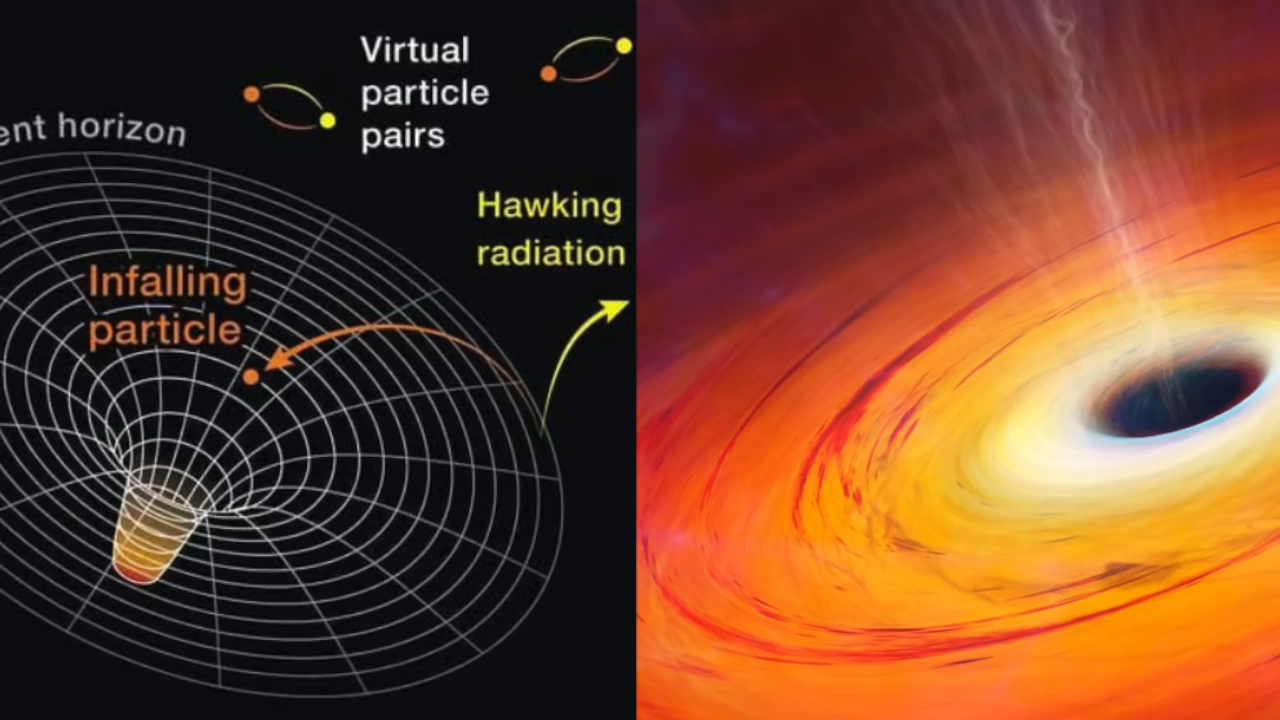 Virtual
particle
pairs
ent horizon
Hawking
radiation
Infalling
particle